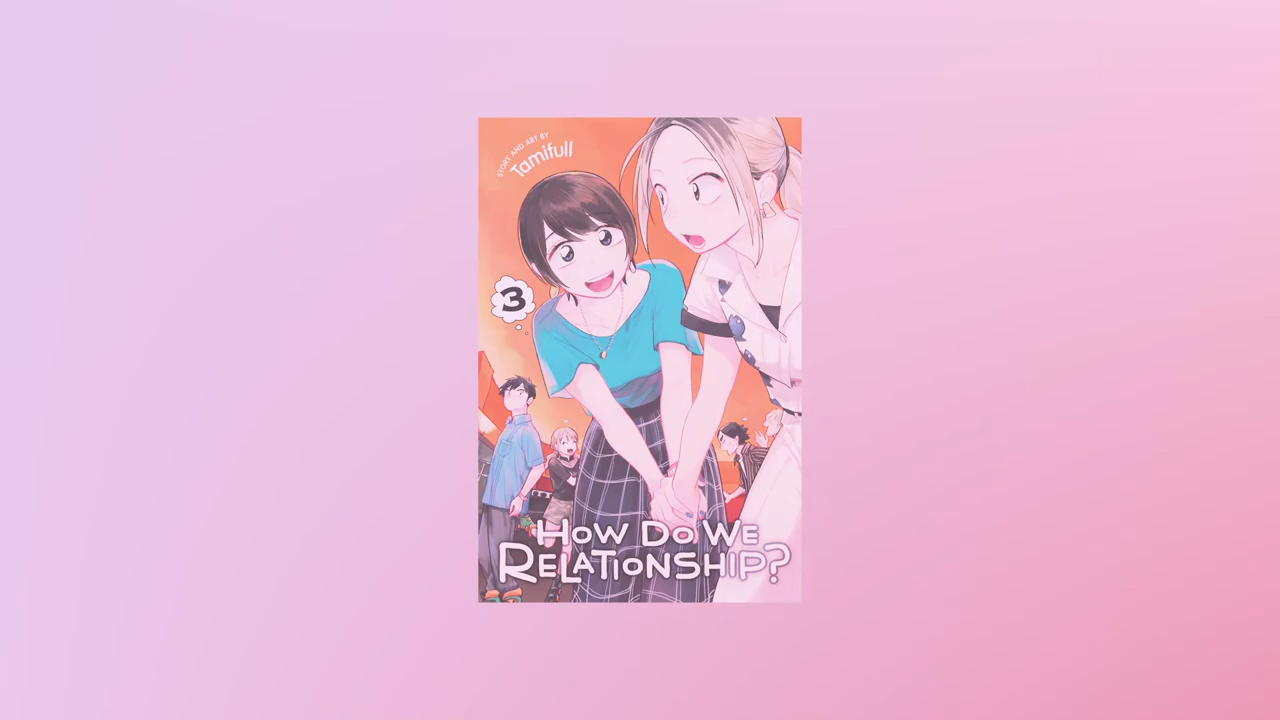 STORY AND ART BY
Tamifull
3
HOW DO WE
RELATIONSHIP?